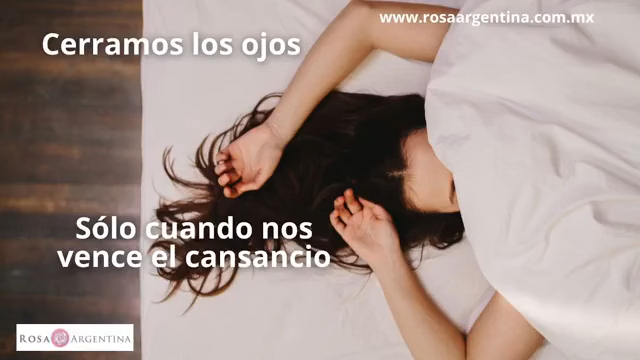 www.rosaargentina.com.mx
Cerramos los ojos
Sólo cuando nos
vence el cansancio
ROSA ARGENTINA